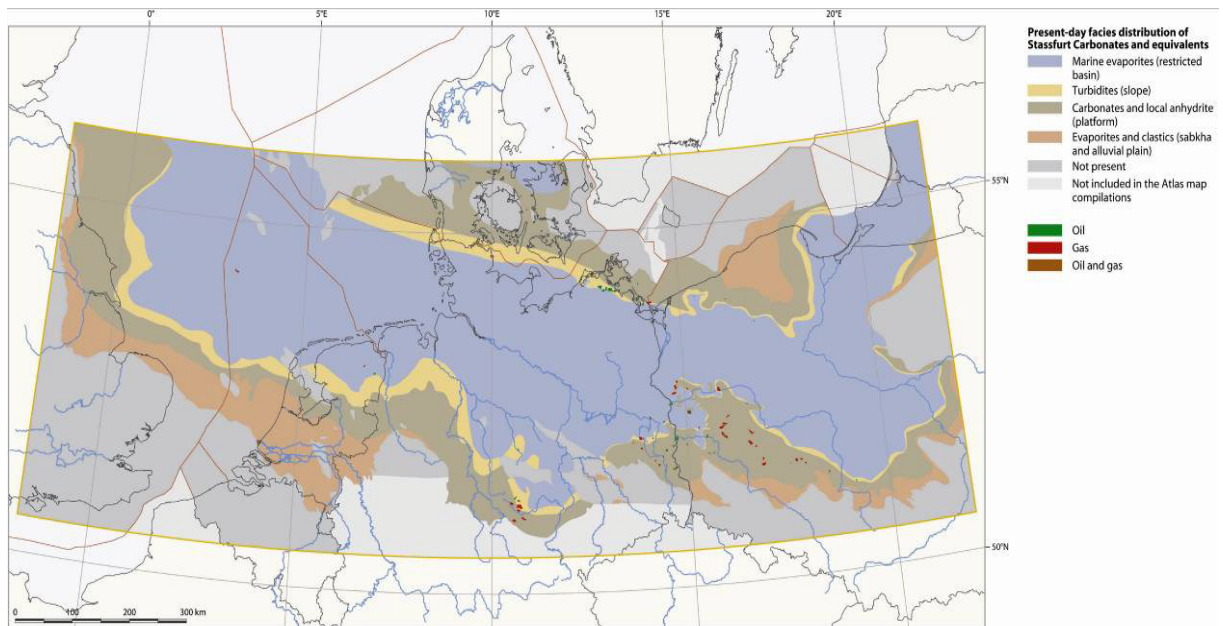 0°
5°E
10°E
15°E
20°E
55°N
50°N
0 100 200 300 km
Present-day facies distribution of
Stassfurt Carbonates and equivalents
Marine evaporites (restricted
basin)
Turbidites (slope)
Carbonates and local anhydrite
(platform)
Evaporites and clastics (sabkha
and alluvial plain)
Not present
Not included in the Atlas map
compilations
Oil
Gas
Oil and gas